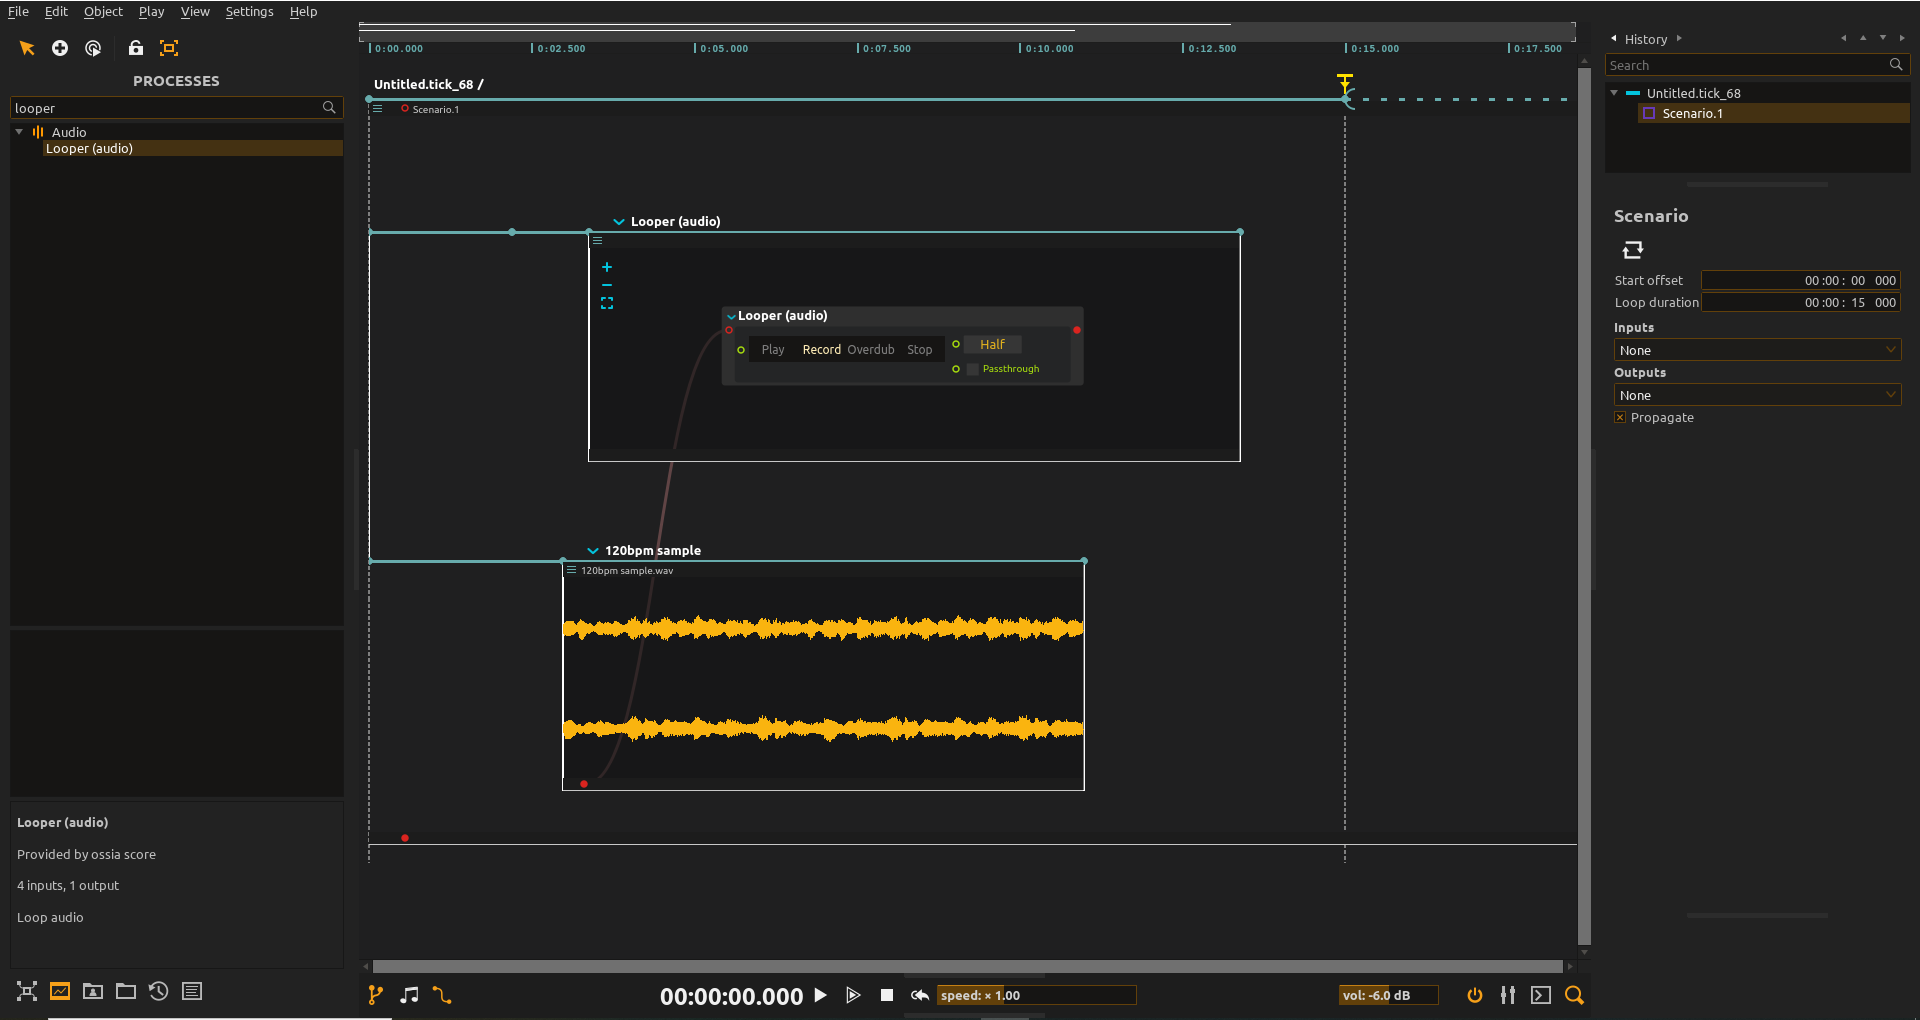 File Edit Object Play View Settings Help
PROCESSES
looper
Audio
Looper (audio)
Looper (audio)
Provided by ossia score
4 inputs, 1 output
Loop audio
0:00.000 0:02.500 0:05.000 0:07.500 0:10.000 0:12.500 0:15.000 0:17.500
Untitled.tick_68 /
Scenario.1
Looper (audio)
Looper (audio)
Play Record Overdub Stop Half
Passthrough
120bpm sample
120bpm sample.wav
00:00:00.000 speed: × 1.00 vol: -6.0 dB
History
Search
Untitled.tick_68
Scenario.1
Scenario
Start offset 00 :00 : 00 000
Loop duration 00 :00 : 15 000
Inputs
None
Outputs
None
Propagate